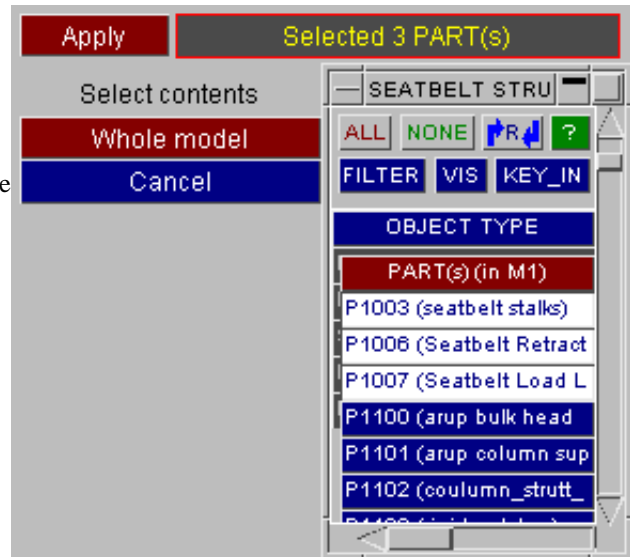 Apply
Selected 3 PART(s)
Select contents
SEATBELT STRU
Whole model
ALL NONE R ?
e
Cancel
FILTER VIS KEY_IN
OBJECT TYPE
PART(s) (in M1)
P1003 (seatbelt stalks)
P1006 (Seatbelt Retract
P1007 (Seatbelt Load L
P1100 (arup bulk head
P1101 (arup column sup
P1102 (coulumn_strutt_